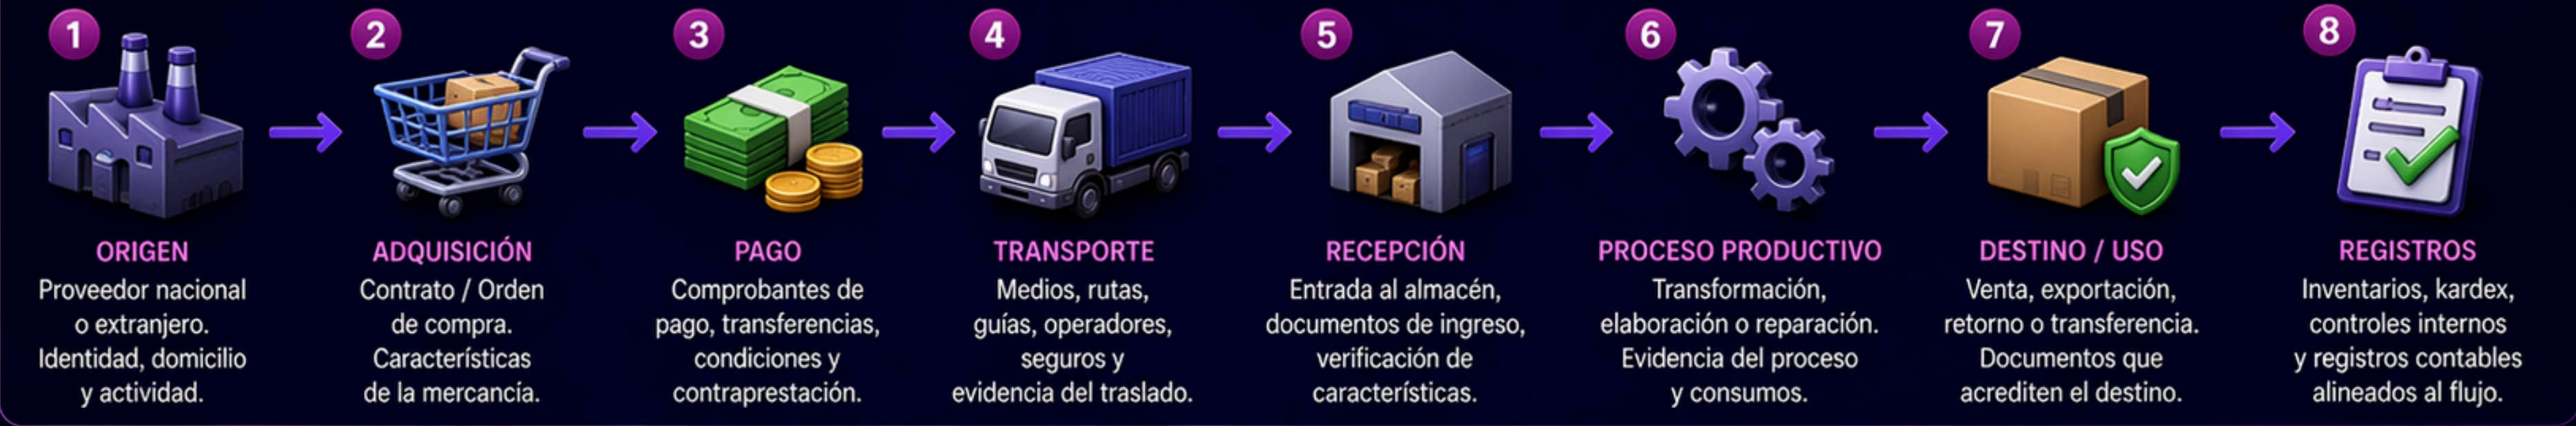 1
ORIGEN
Proveedor nacional
o extranjero.
Identidad, domicilio
y actividad.
2
ADQUISICIÓN
Contrato / Orden
de compra.
Características
de la mercancía.
3
PAGO
Comprobantes de
pago, transferencias,
condiciones y
contraprestación.
4
TRANSPORTE
Medios, rutas,
guías, operadores,
seguros y
evidencia del traslado.
5
RECEPCIÓN
Entrada al almacén,
documentos de ingreso,
verificación de
características.
6
PROCESO PRODUCTIVO
Transformación,
elaboración o reparación.
Evidencia del proceso
y consumos.
7
DESTINO / USO
Venta, exportación,
retorno o transferencia.
Documentos que
acrediten el destino.
8
REGISTROS
Inventarios, kardex,
controles internos
y registros contables
alineados al flujo.